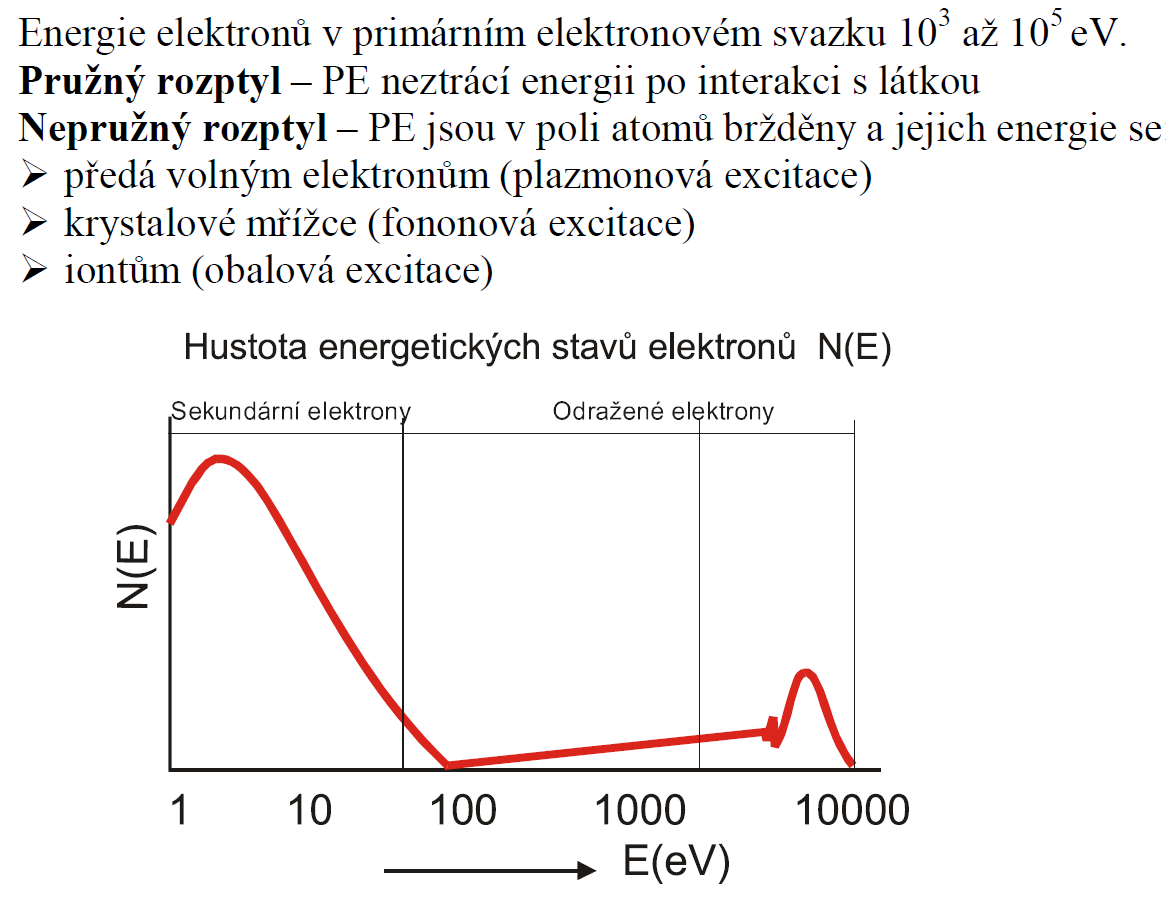 Energie elektronů v primárním elektronovém svazku 10³ až 10⁵ eV.
Pružný rozptyl – PE neztrácí energii po interakci s látkou
Nepružný rozptyl – PE jsou v poli atomů bržděny a jejich energie se:
➢ předá volným elektronům (plazmonová excitace)
➢ krystalové mřížce (fononová excitace)
➢ iontům (obalová excitace)
Hustota energetických stavů elektronů N(E)
Sekundární elektrony Odražené elektrony
N(E)
1 10 100 1000 10000
E(eV)